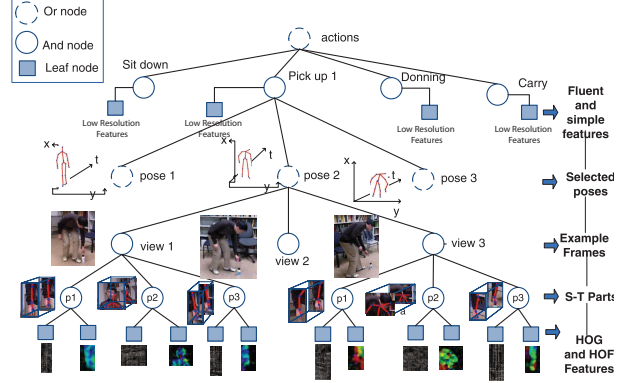 Or node
And node
Leaf node
actions
Sit down
Pick up 1
Donning
Carry
Low Resolution
Features
Low Resolution
Features
Low Resolution
Features
Low Resolution
Features
Fluent
and
simple
features
x
t
y
pose 1
x
t
y
pose 2
x
t
y
pose 3
Selected
poses
view 1
view 2
view 3
Example
Frames
p1
p2
p3
p1
a
p2
p3
S-T Parts
HOG
and HOF
Features